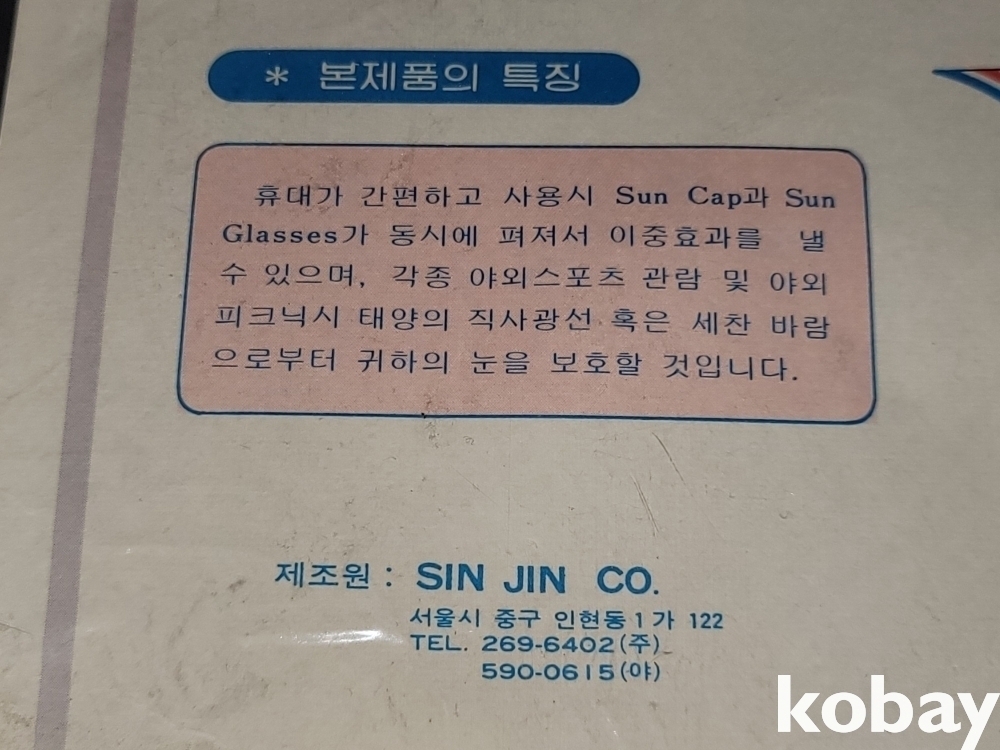 * 본제품의 특징
휴대가 간편하고 사용시 Sun Cap과 Sun
Glasses가 동시에 펴져서 이중효과를 낼
수 있으며, 각종 야외스포츠 관람 및 야외
피크닉시 태양의 직사광선 혹은 세찬 바람
으로부터 귀하의 눈을 보호할 것입니다.
제조원 : SIN JIN CO.
서울시 중구 인현동1가 122
TEL. 269-6402(주)
590-0615(야)
kobay